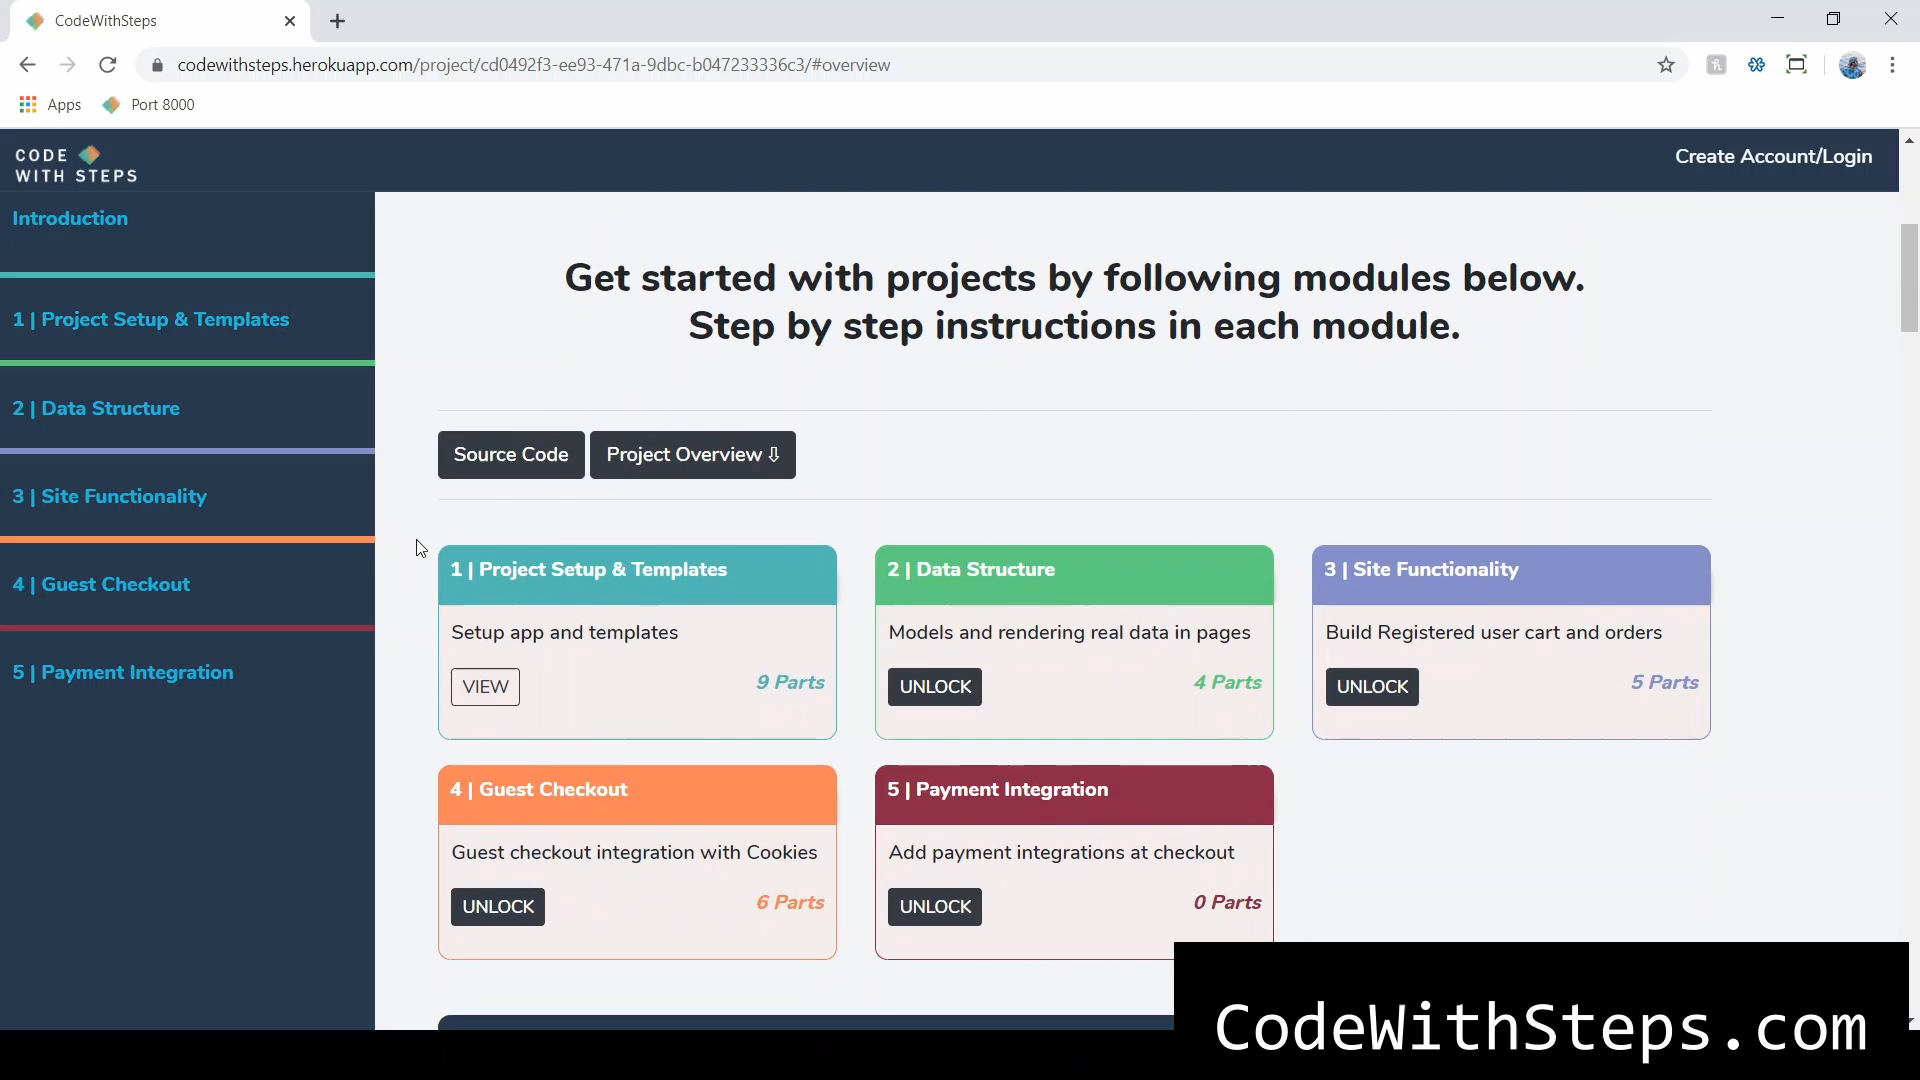 CodeWithSteps
codewithsteps.herokuapp.com/project/cd0492f3-ee93-471a-9dbc-b047233336c3/#overview
Apps
Port 8000
CODE
WITH STEPS
Create Account/Login
Introduction
1 | Project Setup & Templates
2 | Data Structure
3 | Site Functionality
4 | Guest Checkout
5 | Payment Integration
Get started with projects by following modules below.
Step by step instructions in each module.
Source Code
Project Overview ⇩
1 | Project Setup & Templates
Setup app and templates
VIEW
9 Parts
2 | Data Structure
Models and rendering real data in pages
UNLOCK
4 Parts
3 | Site Functionality
Build Registered user cart and orders
UNLOCK
5 Parts
4 | Guest Checkout
Guest checkout integration with Cookies
UNLOCK
6 Parts
5 | Payment Integration
Add payment integrations at checkout
UNLOCK
0 Parts
CodeWithSteps.com